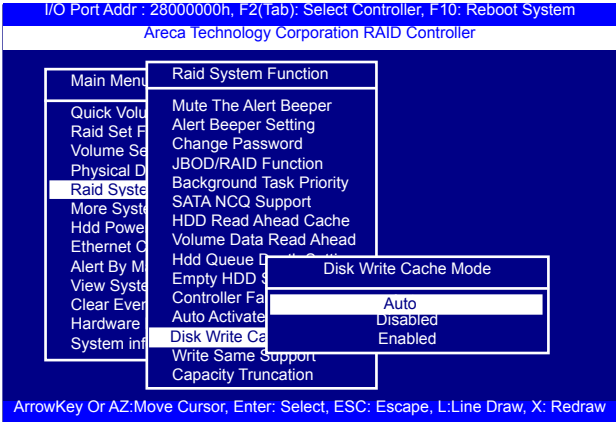 I/O Port Addr : 28000000h, F2(Tab): Select Controller, F10: Reboot System
Areca Technology Corporation RAID Controller
Main Menu
Quick Volu
Raid Set F
Volume Se
Physical D
Raid Syste
More Syste
Hdd Powe
Ethernet C
Alert By M
View Syste
Clear Even
Hardware
System inf
Raid System Function
Mute The Alert Beeper
Alert Beeper Setting
Change Password
JBOD/RAID Function
Background Task Priority
SATA NCQ Support
HDD Read Ahead Cache
Volume Data Read Ahead
Hdd Queue Depth Setting
Empty HDD S
Controller Fa
Auto Activate
Disk Write Ca
Write Same Support
Capacity Truncation
Disk Write Cache Mode
Auto
Disabled
Enabled
ArrowKey Or AZ:Move Cursor, Enter: Select, ESC: Escape, L:Line Draw, X: Redraw